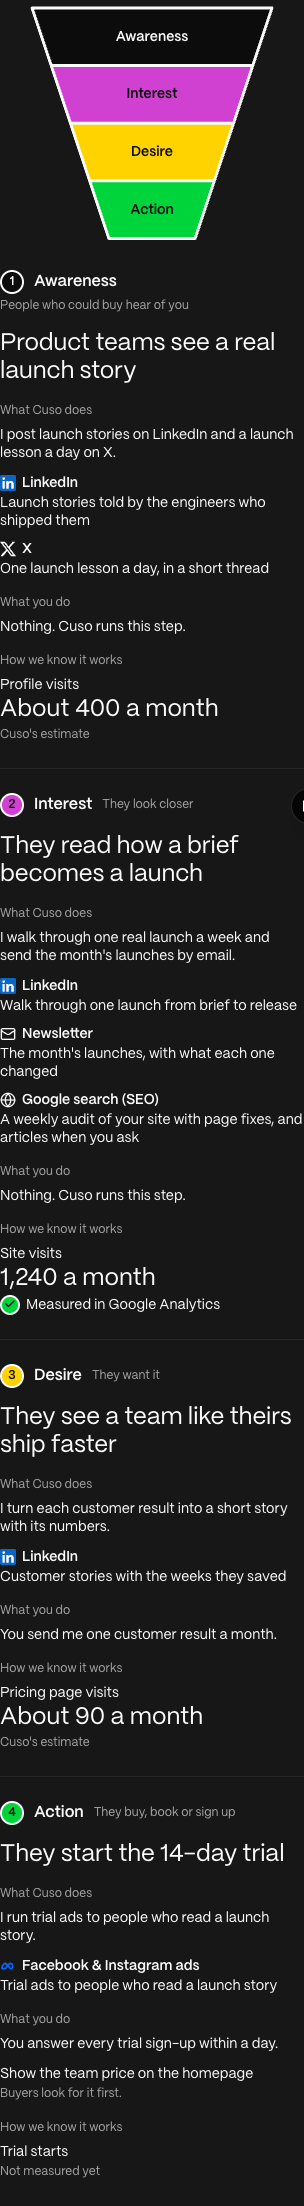 Awareness
Interest
Desire
Action
1 Awareness
People who could buy hear of you
Product teams see a real
launch story
What Cuso does
I post launch stories on LinkedIn and a launch
lesson a day on X.
in LinkedIn
Launch stories told by the engineers who
shipped them
X
One launch lesson a day, in a short thread
What you do
Nothing. Cuso runs this step.
How we know it works
Profile visits
About 400 a month
Cuso's estimate
2 Interest They look closer
They read how a brief
becomes a launch
What Cuso does
I walk through one real launch a week and
send the month's launches by email.
in LinkedIn
Walk through one launch from brief to release
Newsletter
The month's launches, with what each one
changed
Google search (SEO)
A weekly audit of your site with page fixes, and
articles when you ask
What you do
Nothing. Cuso runs this step.
How we know it works
Site visits
1,240 a month
Measured in Google Analytics
3 Desire They want it
They see a team like theirs
ship faster
What Cuso does
I turn each customer result into a short story
with its numbers.
in LinkedIn
Customer stories with the weeks they saved
What you do
You send me one customer result a month.
How we know it works
Pricing page visits
About 90 a month
Cuso's estimate
4 Action They buy, book or sign up
They start the 14-day trial
What Cuso does
I run trial ads to people who read a launch
story.
Facebook & Instagram ads
Trial ads to people who read a launch story
What you do
You answer every trial sign-up within a day.
Show the team price on the homepage
Buyers look for it first.
How we know it works
Trial starts
Not measured yet